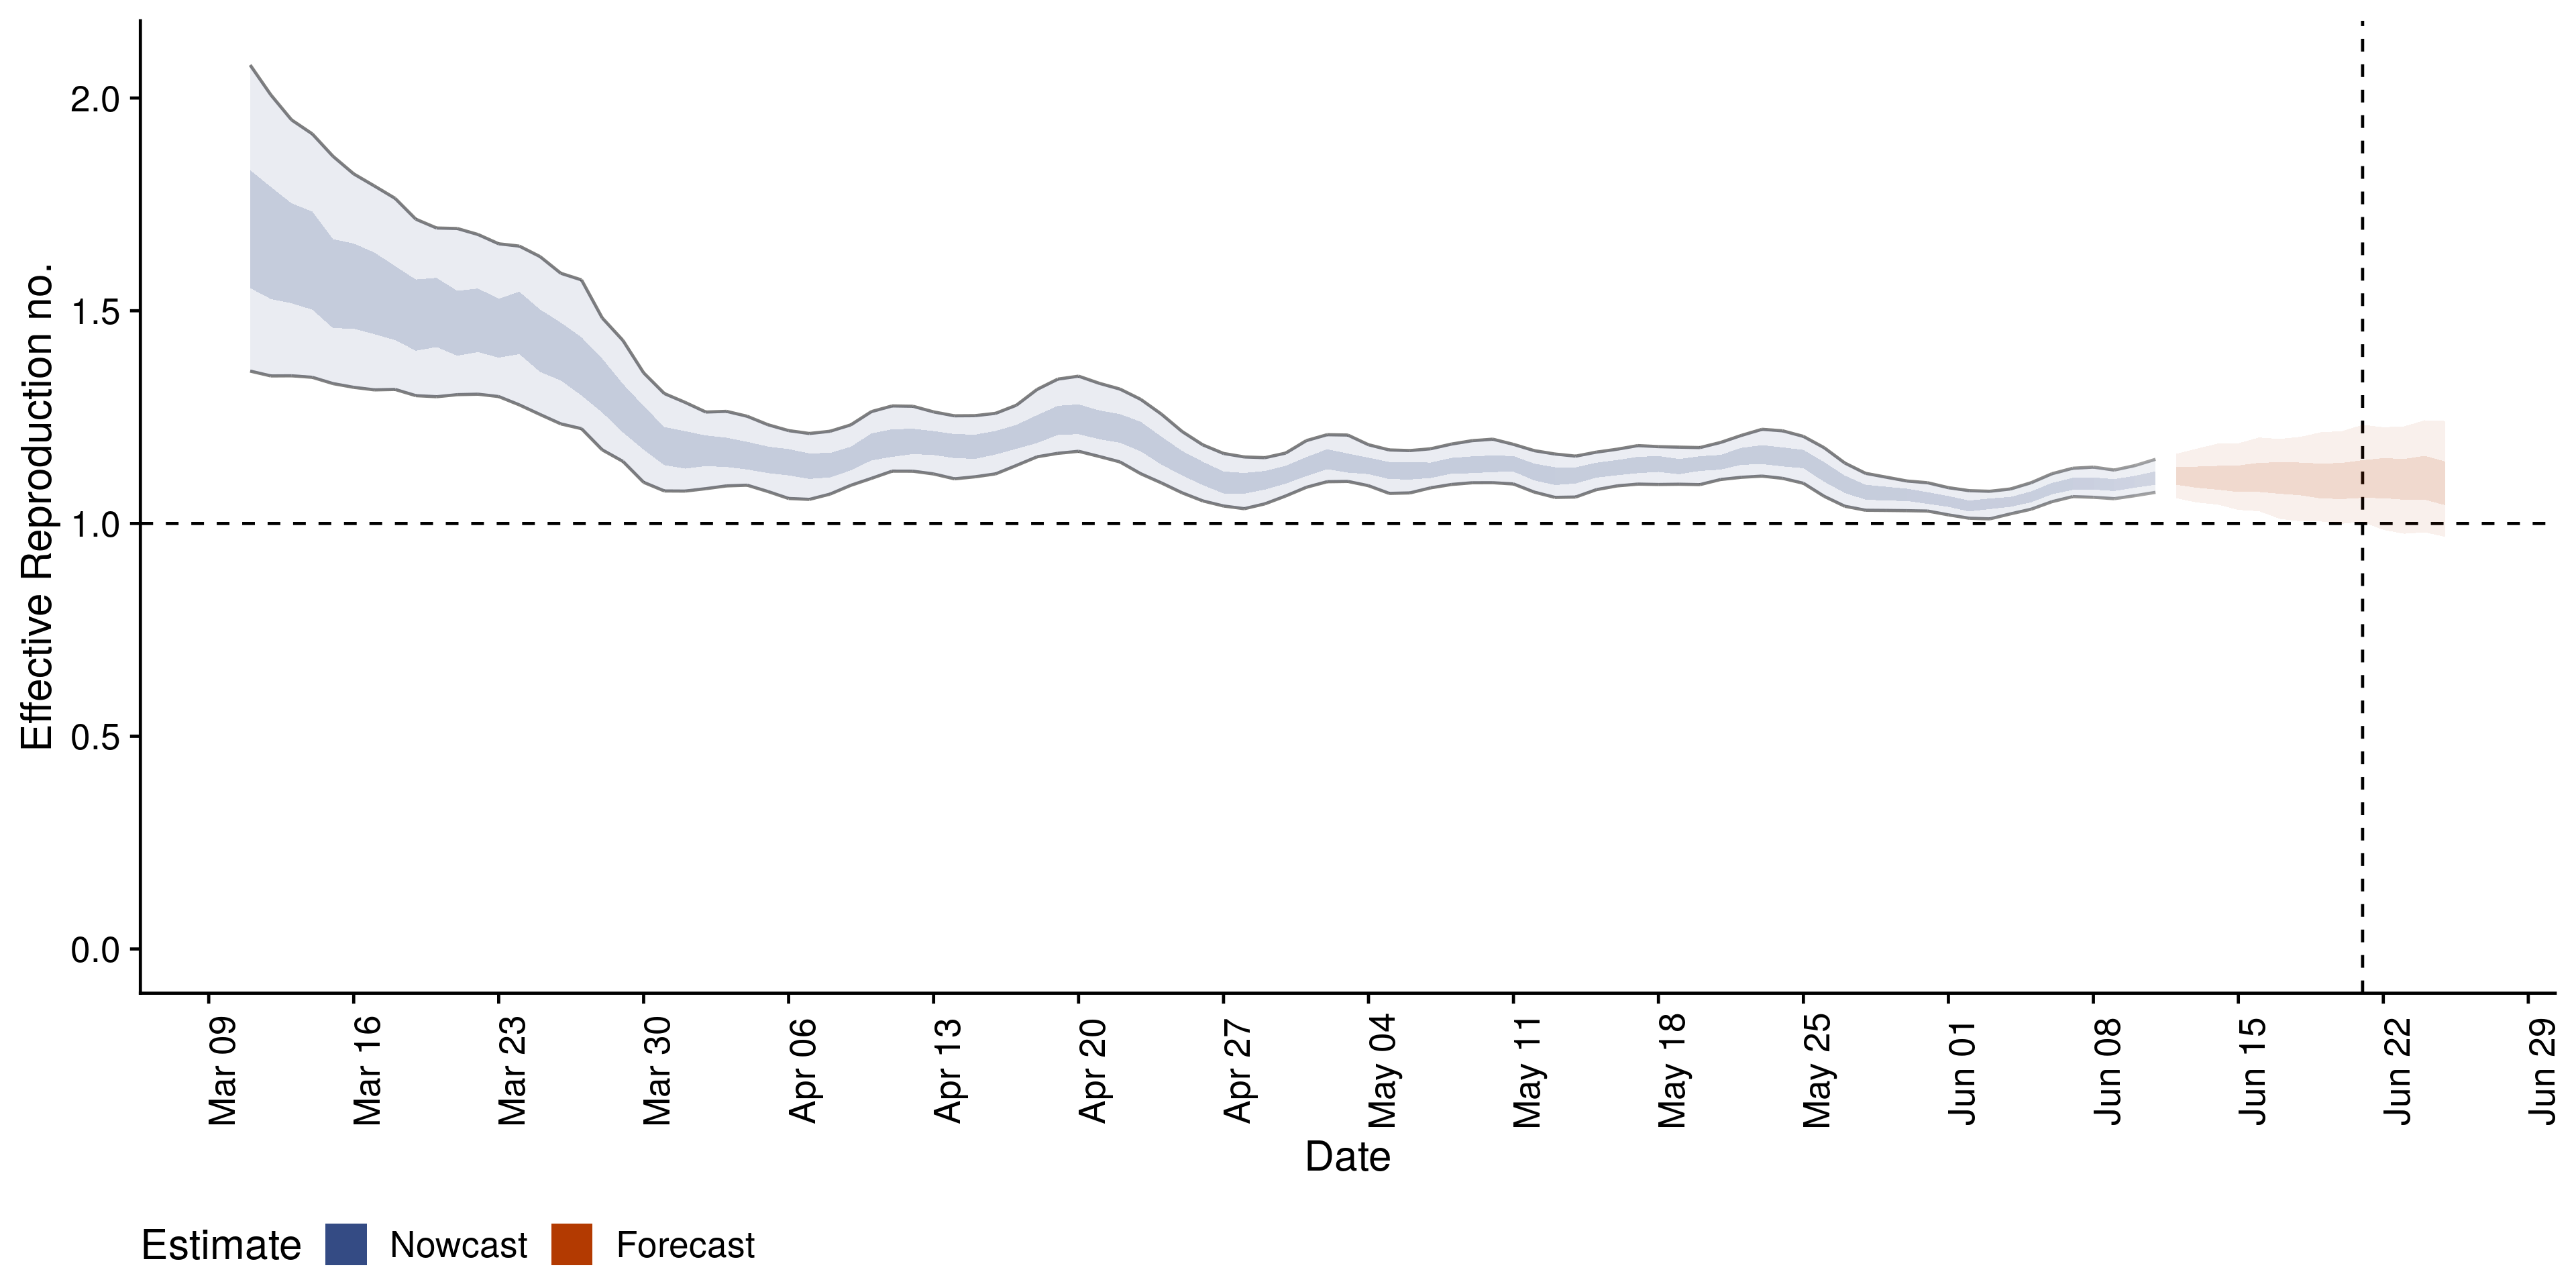 Effective Reproduction no.
2.0
1.5
1.0
0.5
0.0
Mar 09
Mar 16
Mar 23
Mar 30
Apr 06
Apr 13
Apr 20
Apr 27
May 04
May 11
May 18
May 25
Jun 01
Jun 08
Jun 15
Jun 22
Jun 29
Date
Estimate Nowcast Forecast